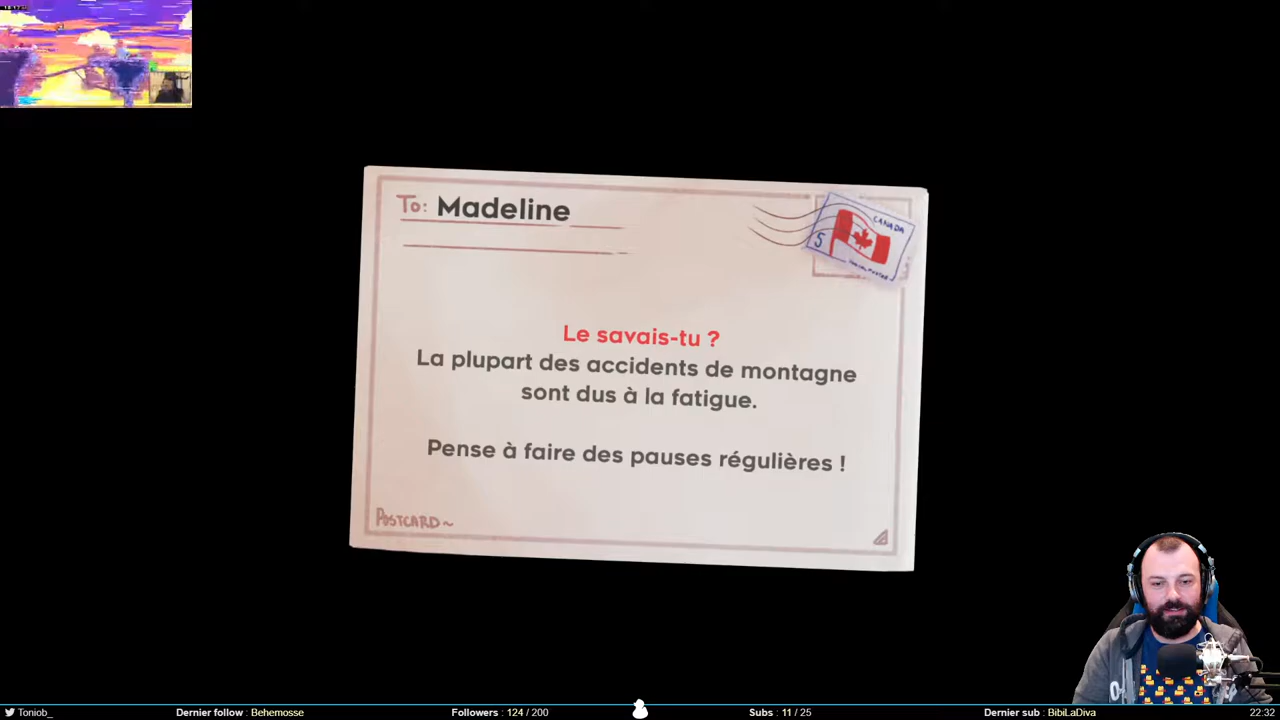 To: Madeline
CANADA
5
Le savais-tu ?
La plupart des accidents de montagne
sont dus à la fatigue.
Pense à faire des pauses régulières !
POSTCARD~
Toniob_
Dernier follow : Behemosse
Followers : 124 / 200
Subs : 11 / 25
Dernier sub : BibiLaDiva
22:32